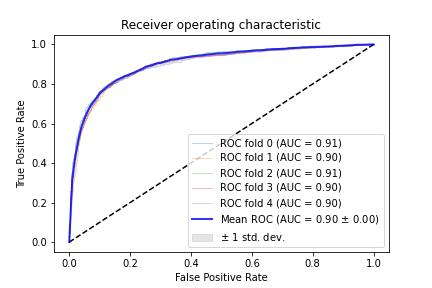 Receiver operating characteristic
1.0
0.8
0.6
0.4
0.2
0.0
True Positive Rate
ROC fold 0 (AUC = 0.91)
ROC fold 1 (AUC = 0.90)
ROC fold 2 (AUC = 0.91)
ROC fold 3 (AUC = 0.90)
ROC fold 4 (AUC = 0.90)
Mean ROC (AUC = 0.90 ± 0.00)
± 1 std. dev.
0.0 0.2 0.4 0.6 0.8 1.0
False Positive Rate